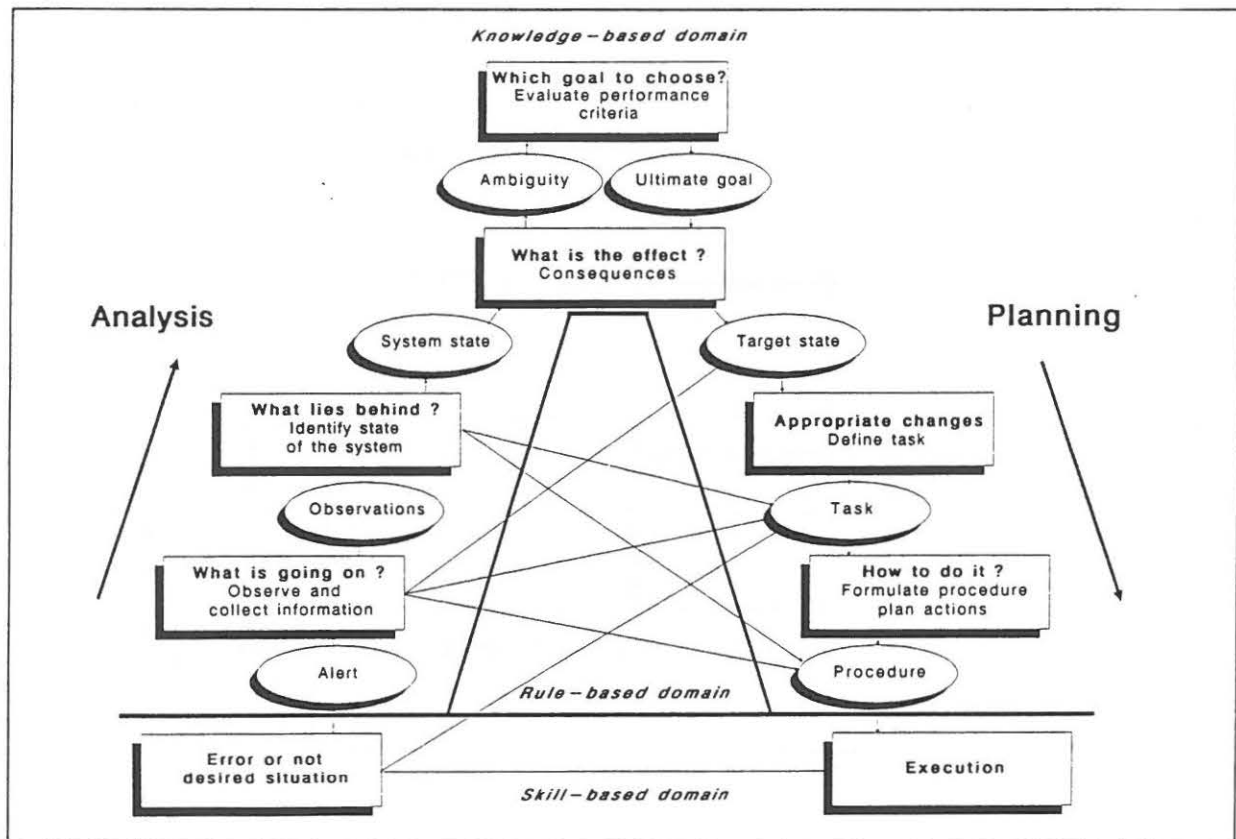 Knowledge-based domain
Which goal to choose?
Evaluate performance
criteria
Ambiguity
Ultimate goal
What is the effect ?
Consequences
Analysis
Planning
System state
Target state
What lies behind ?
Identify state
of the system
Appropriate changes
Define task
Observations
Task
What is going on ?
Observe and
collect information
How to do it ?
Formulate procedure
plan actions
Alert
Procedure
Rule-based domain
Error or not
desired situation
Execution
Skill-based domain